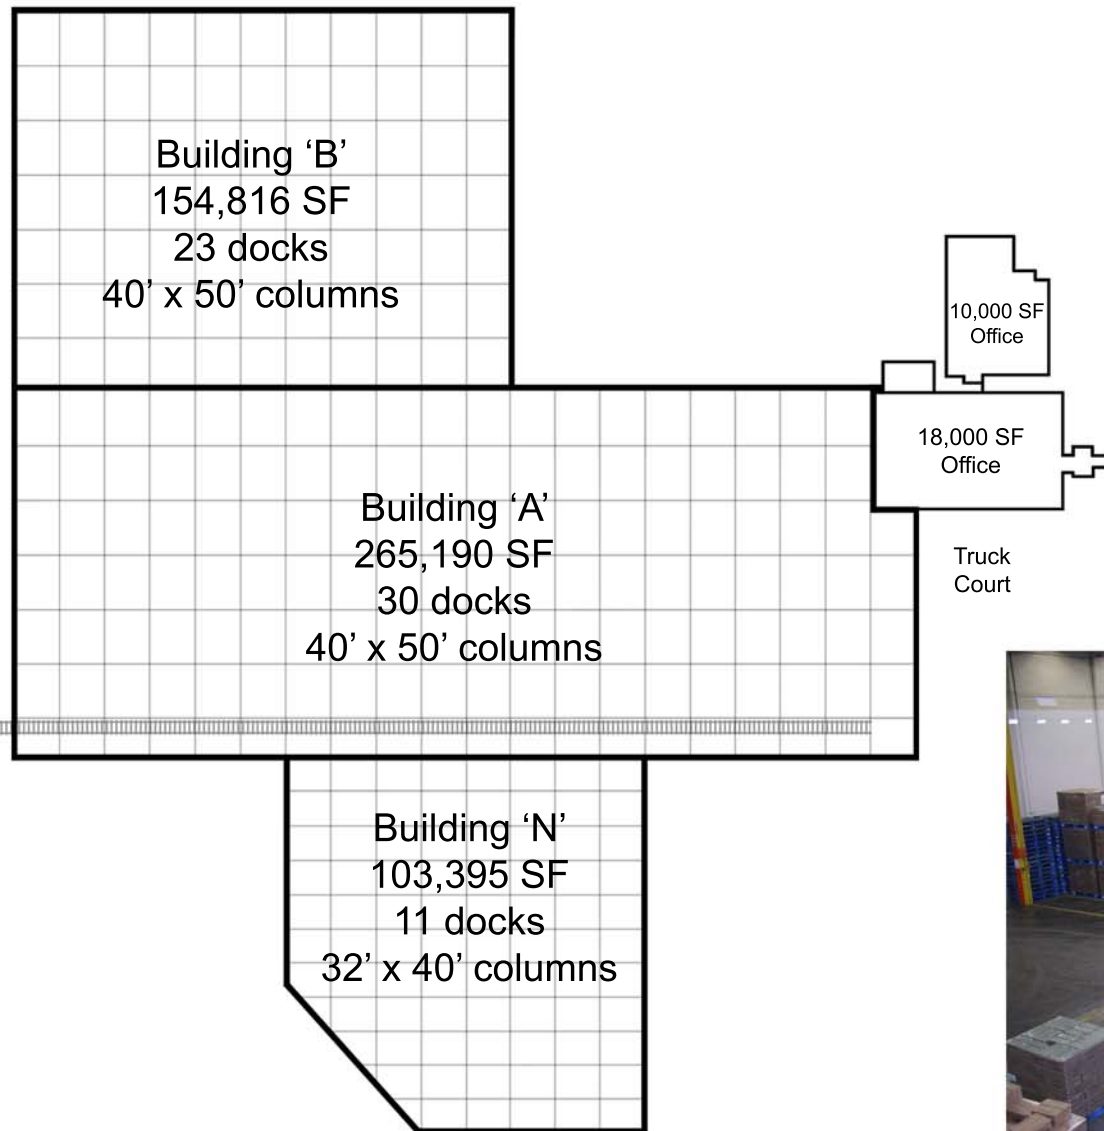 Building ‘B’
154,816 SF
23 docks
40’ x 50’ columns
10,000 SF
Office
18,000 SF
Office
Building ‘A’
265,190 SF
30 docks
40’ x 50’ columns
Truck
Court
Building ‘N’
103,395 SF
11 docks
32’ x 40’ columns